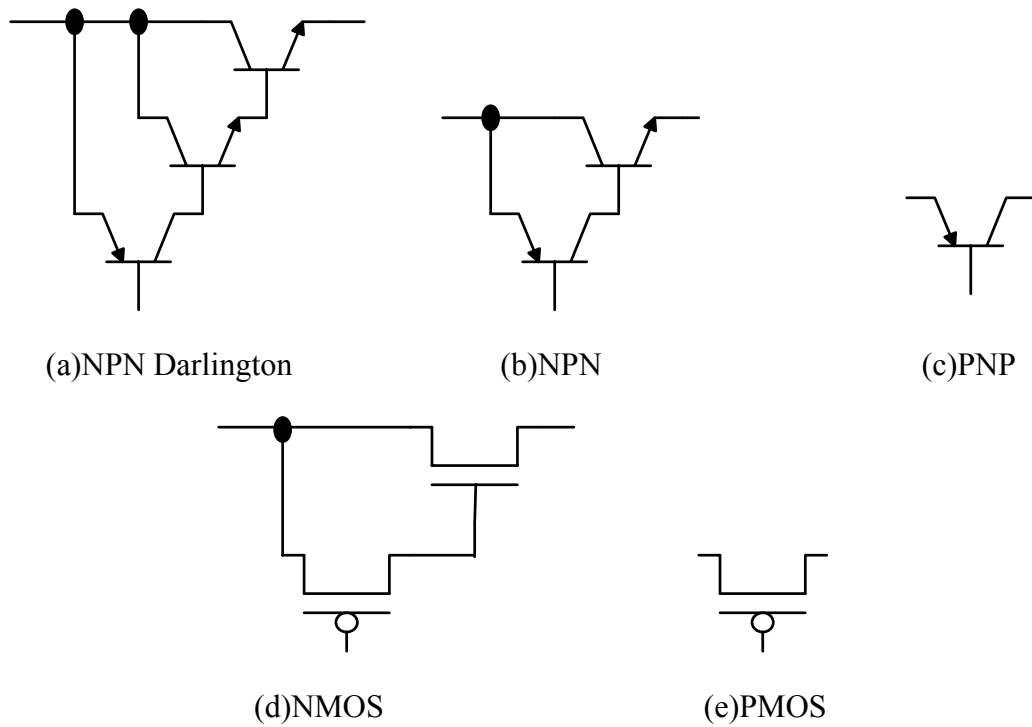 (a)NPN Darlington
(b)NPN
(c)PNP
(d)NMOS
(e)PMOS